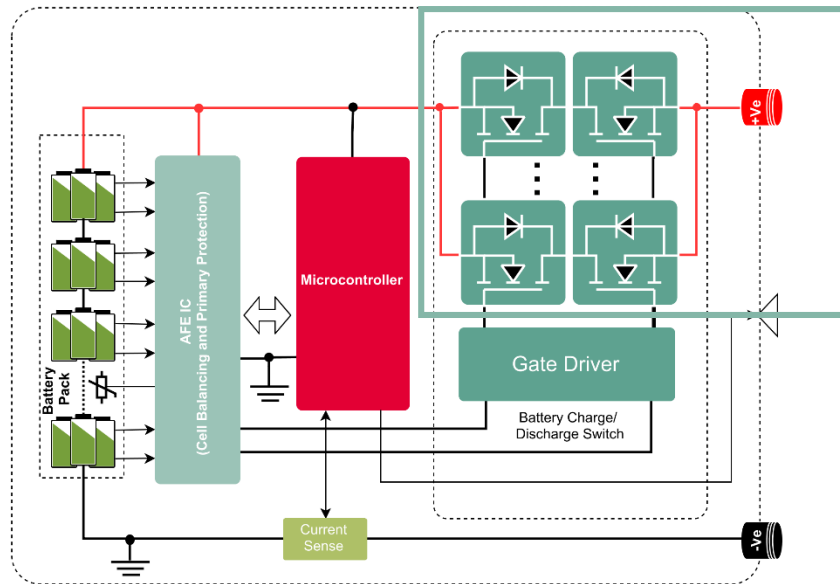 +Ve
AFE IC
(Cell Balancing and Primary Protection)
Microcontroller
Battery
Pack
Gate Driver
Battery Charge/
Discharge Switch
Current
Sense
-Ve